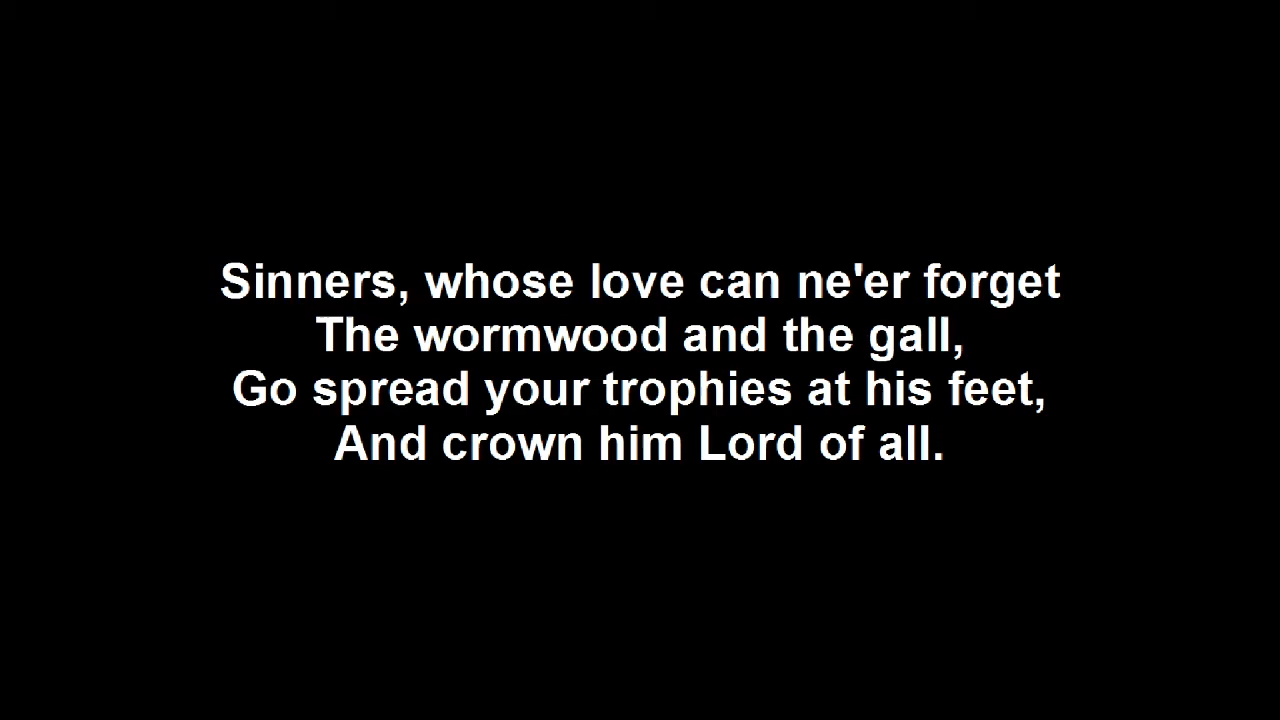 Sinners, whose love can ne'er forget
The wormwood and the gall,
Go spread your trophies at his feet,
And crown him Lord of all.